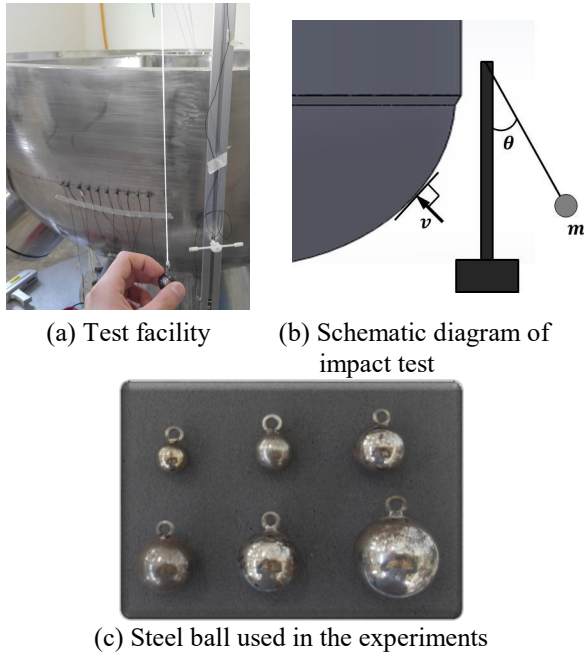 θ
m
v
(a) Test facility
(b) Schematic diagram of
impact test
(c) Steel ball used in the experiments